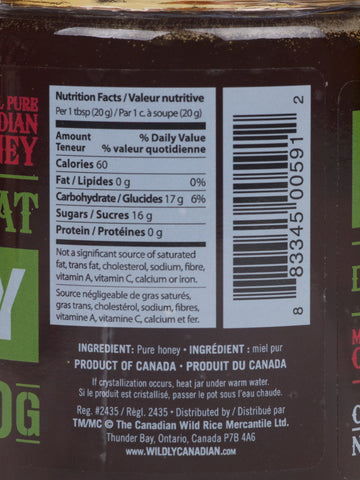 PURE
DIAN
NEY
AT
Y
0G
Nutrition Facts / Valeur nutritive
Per 1 tbsp (20 g) / Par 1 c. à soupe (20 g)
Amount % Daily Value
Teneur % valeur quotidienne
Calories 60
Fat / Lipides 0 g 0%
Carbohydrate / Glucides 17 g 6%
Sugars / Sucres 16 g
Protein / Protéines 0 g
Not a significant source of saturated
fat, trans fat, cholesterol, sodium, fibre,
vitamin A, vitamin C, calcium or iron.
Source négligeable de gras saturés,
gras trans, cholestérol, sodium, fibres,
vitamine A, vitamine C, calcium et fer.
8 83345 00591 2
INGREDIENT: Pure honey • INGRÉDIENT : miel pur
PRODUCT OF CANADA • PRODUIT DU CANADA
If crystallization occurs, heat jar under warm water.
Si le produit est cristallisé, passer le pot sous l'eau chaude.
Reg. #2435 / Règl. 2435 • Distributed by / Distribué par
TM/MC © The Canadian Wild Rice Mercantile Ltd.
Thunder Bay, Ontario, Canada P7B 4A6
WWW.WILDLYCANADIAN.COM